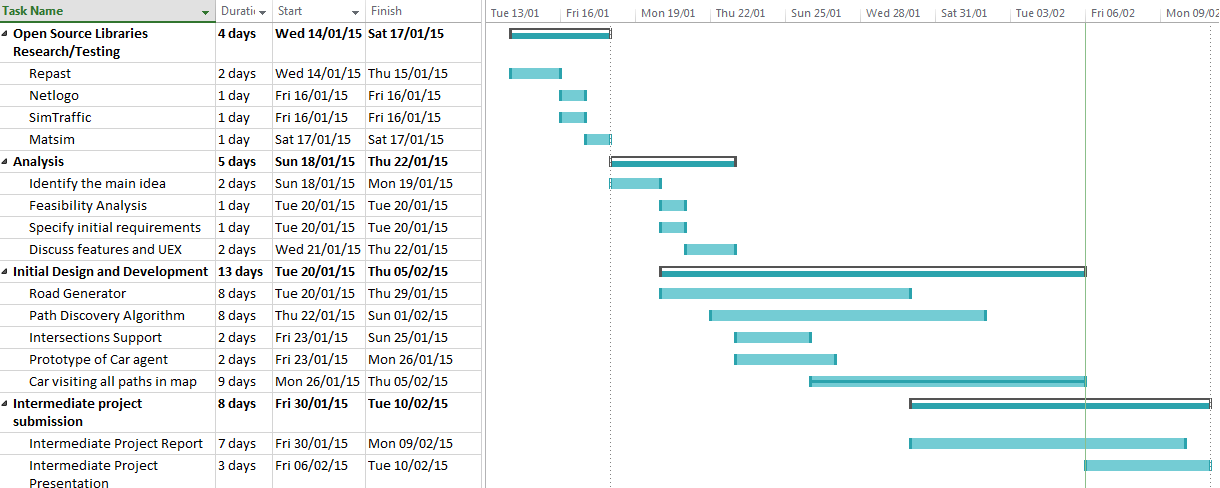 Task Name Duratic Start Finish Tue 13/01 Fri 16/01 Mon 19/01 Thu 22/01 Sun 25/01 Wed 28/01 Sat 31/01 Tue 03/02 Fri 06/02 Mon 09/02
Open Source Libraries 4 days Wed 14/01/15 Sat 17/01/15
Research/Testing
Repast 2 days Wed 14/01/15 Thu 15/01/15
Netlogo 1 day Fri 16/01/15 Fri 16/01/15
SimTraffic 1 day Fri 16/01/15 Fri 16/01/15
Matsim 1 day Sat 17/01/15 Sat 17/01/15
Analysis 5 days Sun 18/01/15 Thu 22/01/15
Identify the main idea 2 days Sun 18/01/15 Mon 19/01/15
Feasibility Analysis 1 day Tue 20/01/15 Tue 20/01/15
Specify initial requirements 1 day Tue 20/01/15 Tue 20/01/15
Discuss features and UEX 2 days Wed 21/01/15 Thu 22/01/15
Initial Design and Development 13 days Tue 20/01/15 Thu 05/02/15
Road Generator 8 days Tue 20/01/15 Thu 29/01/15
Path Discovery Algorithm 8 days Thu 22/01/15 Sun 01/02/15
Intersections Support 2 days Fri 23/01/15 Sun 25/01/15
Prototype of Car agent 2 days Fri 23/01/15 Mon 26/01/15
Car visiting all paths in map 9 days Mon 26/01/15 Thu 05/02/15
Intermediate project 8 days Fri 30/01/15 Tue 10/02/15
submission
Intermediate Project Report 7 days Fri 30/01/15 Mon 09/02/15
Intermediate Project 3 days Fri 06/02/15 Tue 10/02/15
Presentation